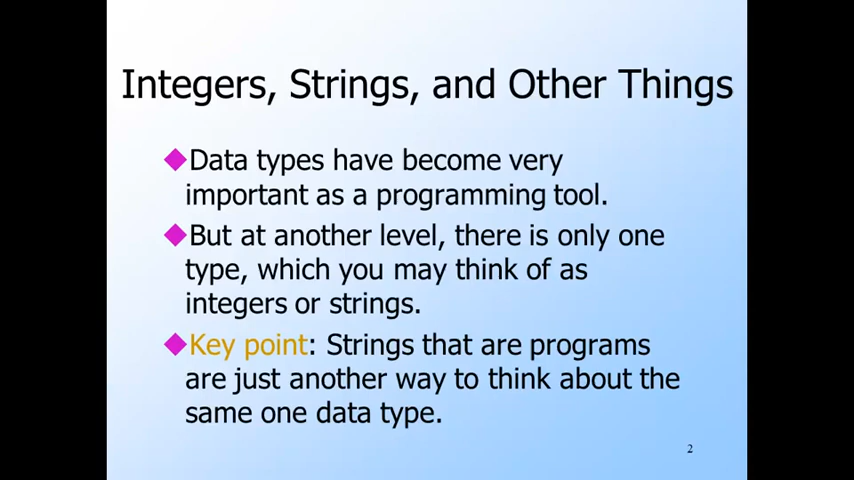 Integers, Strings, and Other Things
Data types have become very
important as a programming tool.
But at another level, there is only one
type, which you may think of as
integers or strings.
Key point: Strings that are programs
are just another way to think about the
same one data type.
2